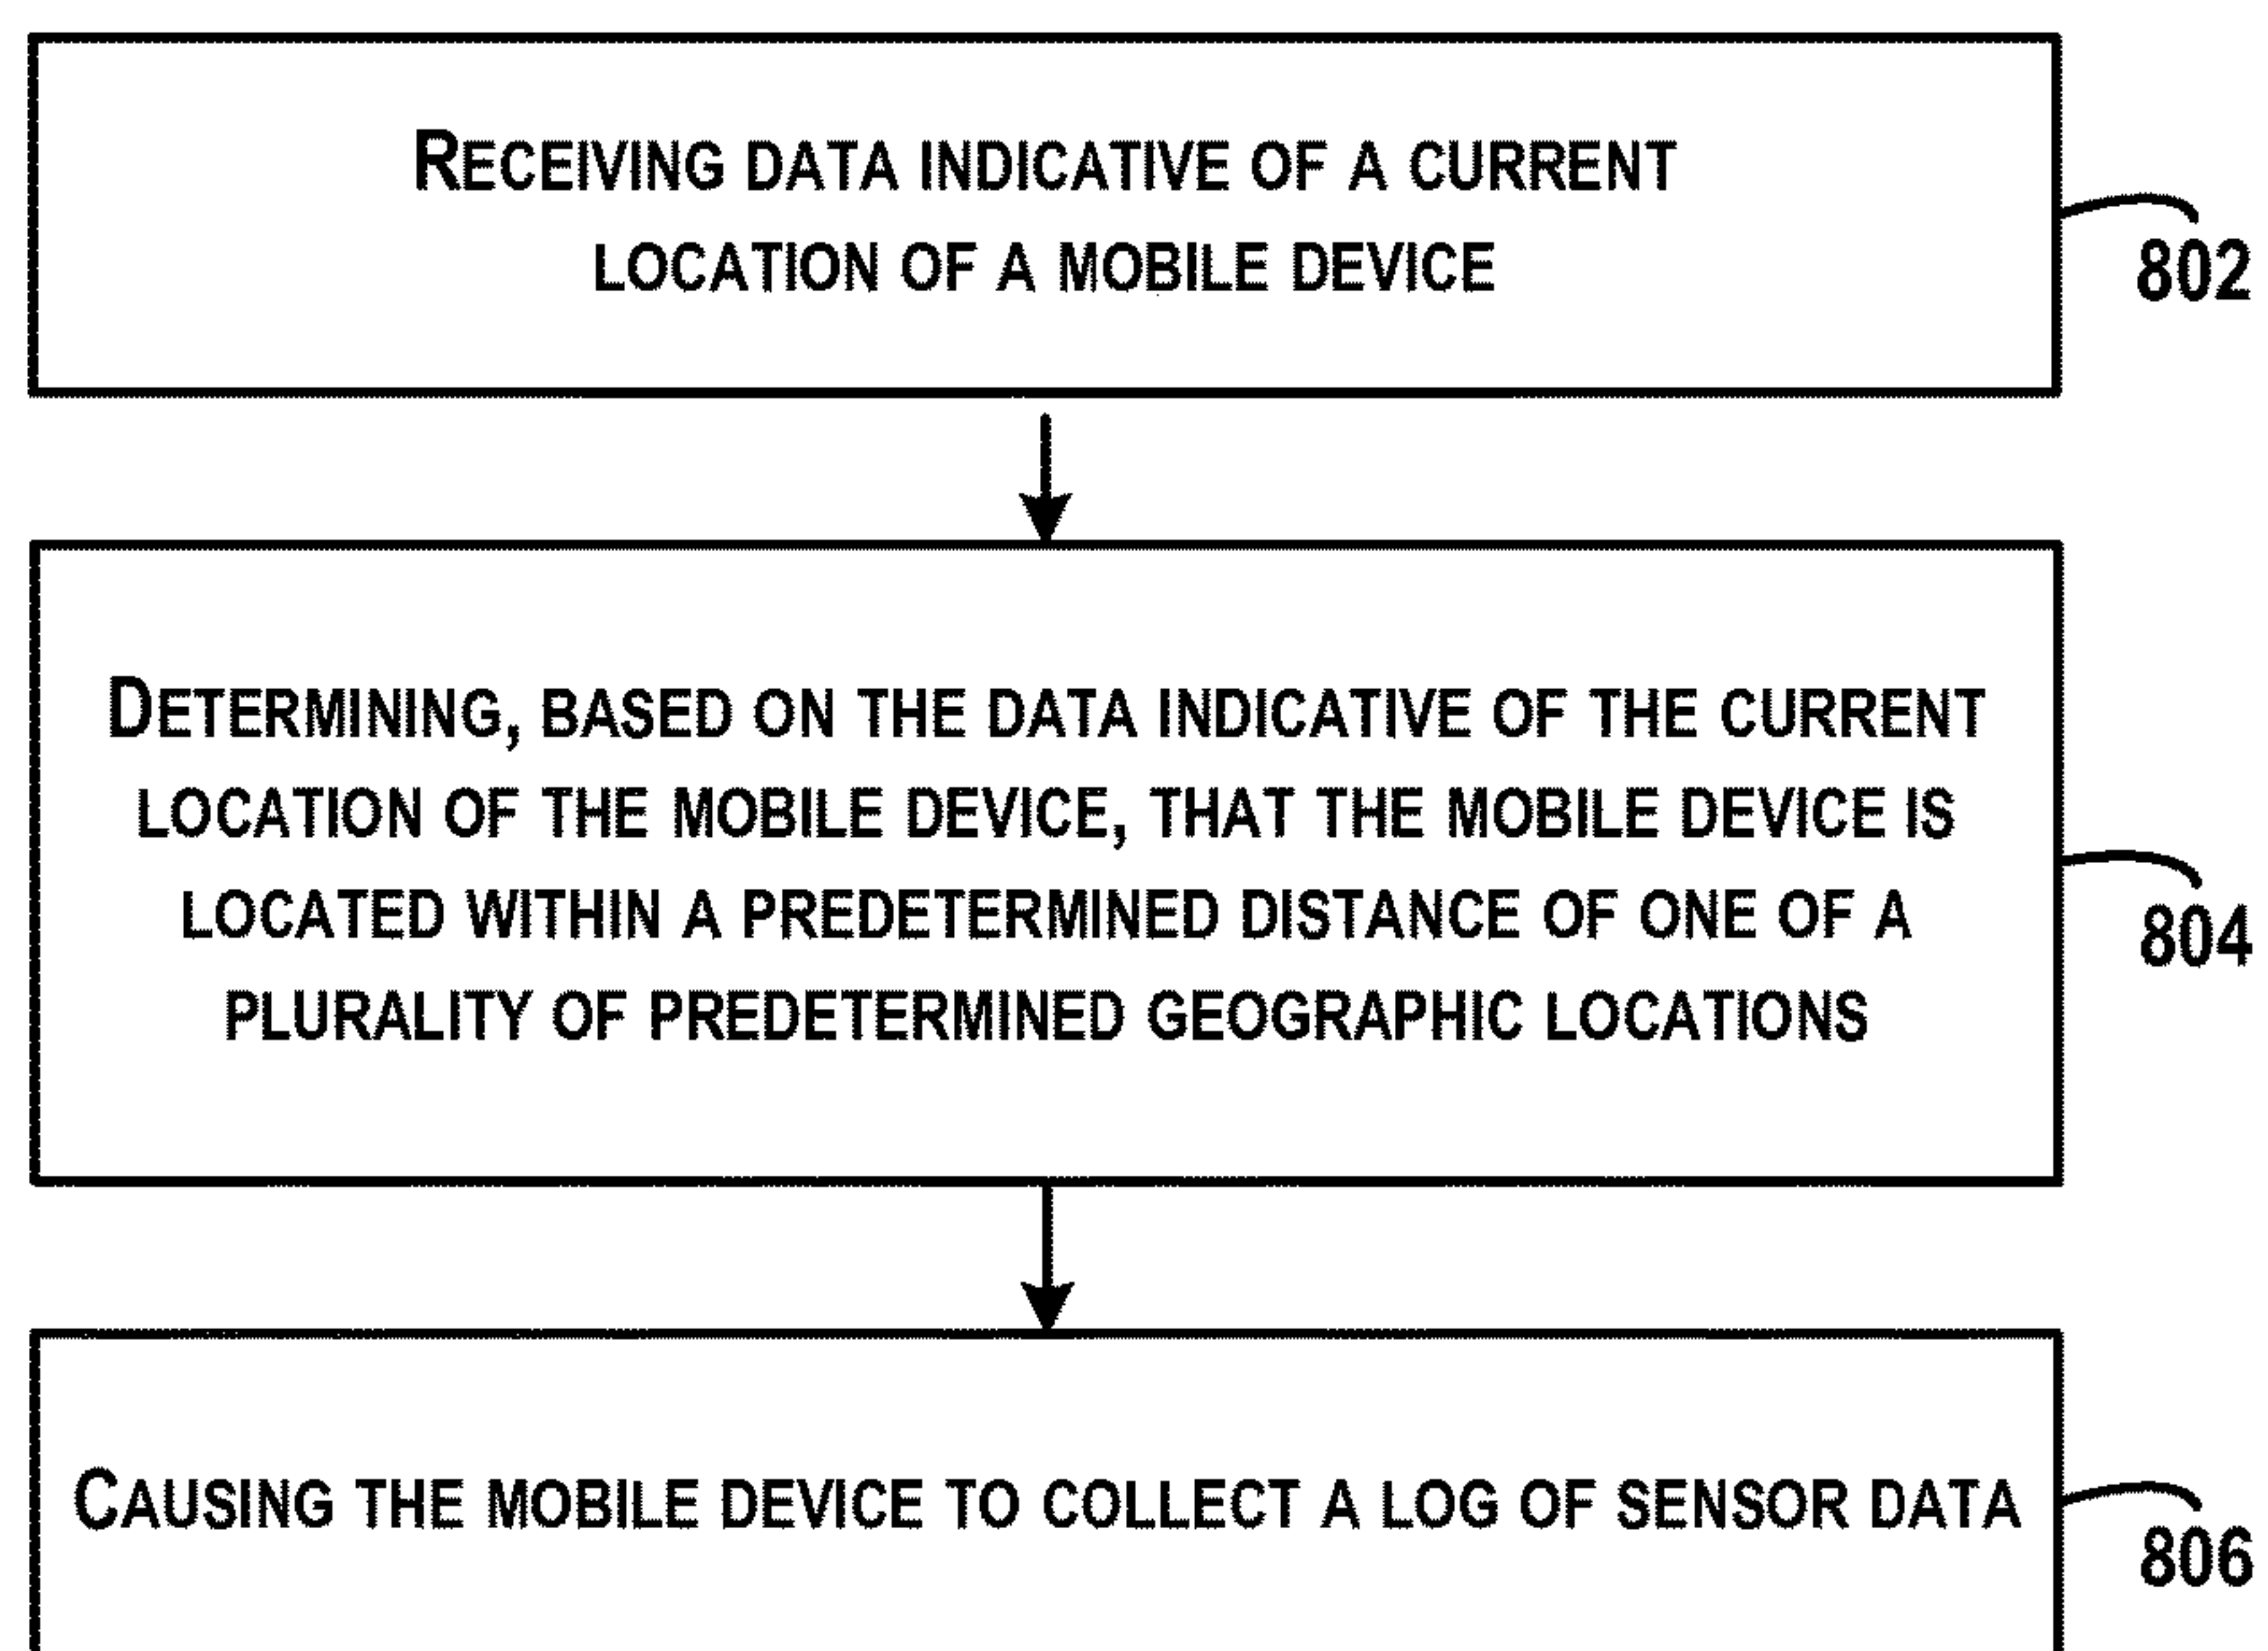 RECEIVING DATA INDICATIVE OF A CURRENT
LOCATION OF A MOBILE DEVICE
802
DETERMINING, BASED ON THE DATA INDICATIVE OF THE CURRENT
LOCATION OF THE MOBILE DEVICE, THAT THE MOBILE DEVICE IS
LOCATED WITHIN A PREDETERMINED DISTANCE OF ONE OF A
PLURALITY OF PREDETERMINED GEOGRAPHIC LOCATIONS
804
CAUSING THE MOBILE DEVICE TO COLLECT A LOG OF SENSOR DATA
806